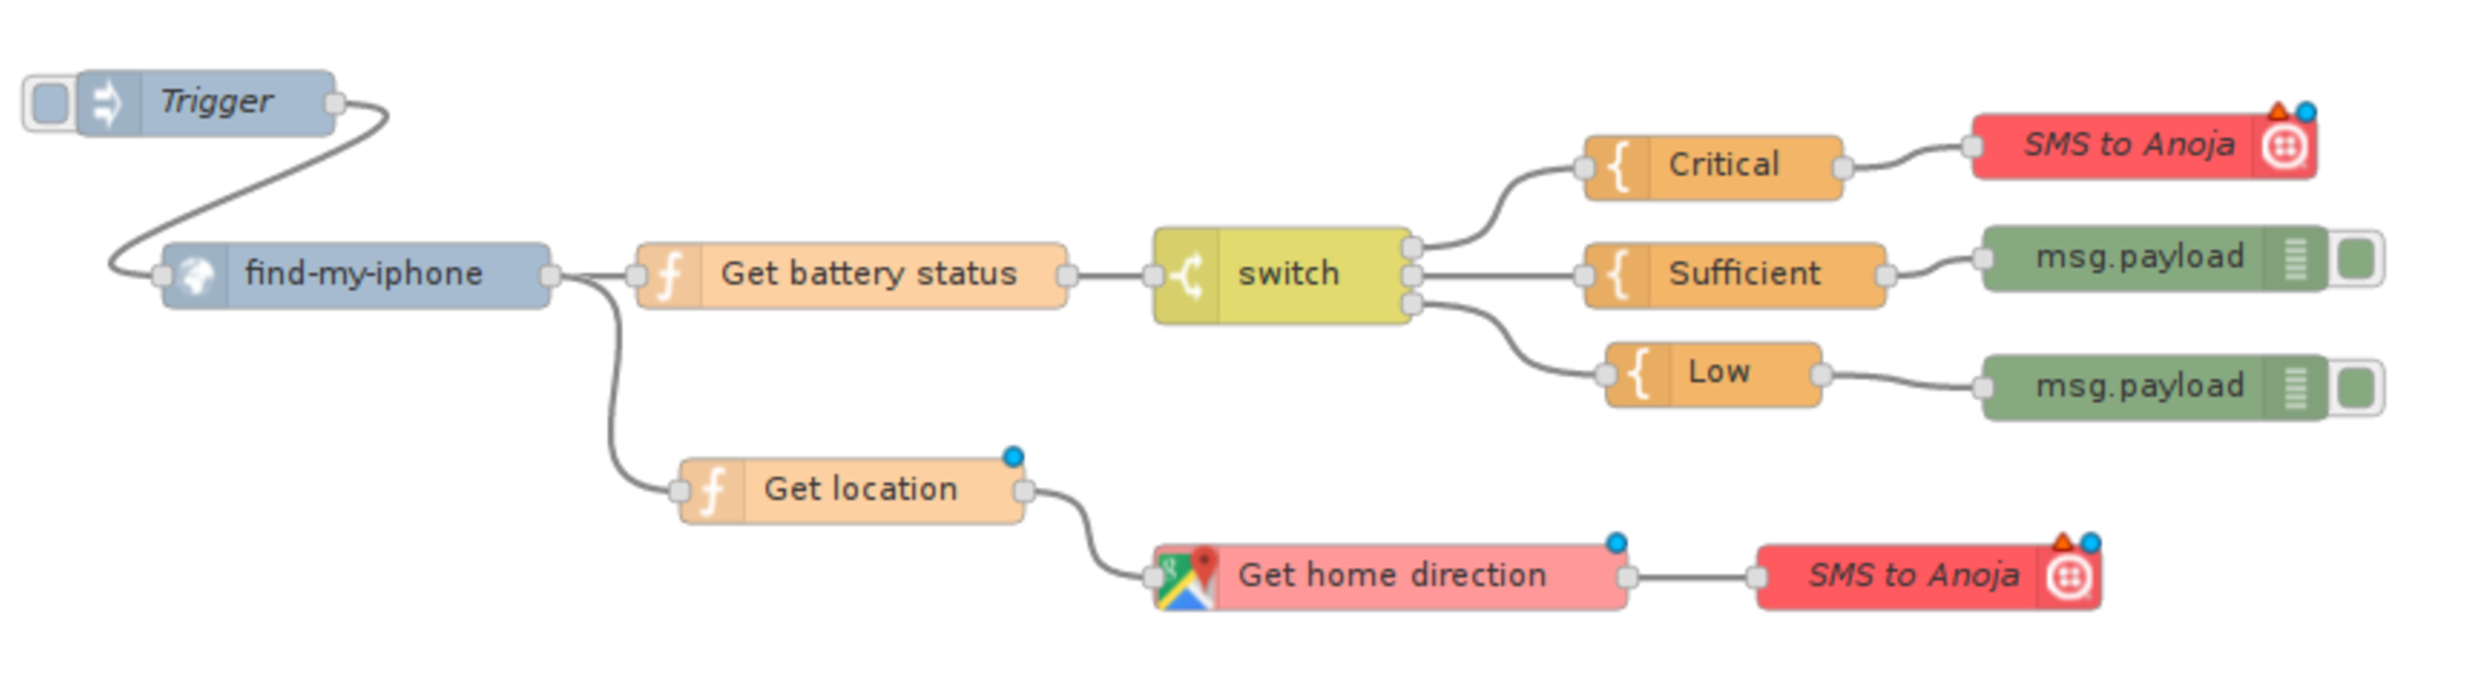 Trigger
find-my-iphone
Get battery status
switch
Critical
SMS to Anoja
Sufficient
msg.payload
Low
msg.payload
Get location
Get home direction
SMS to Anoja